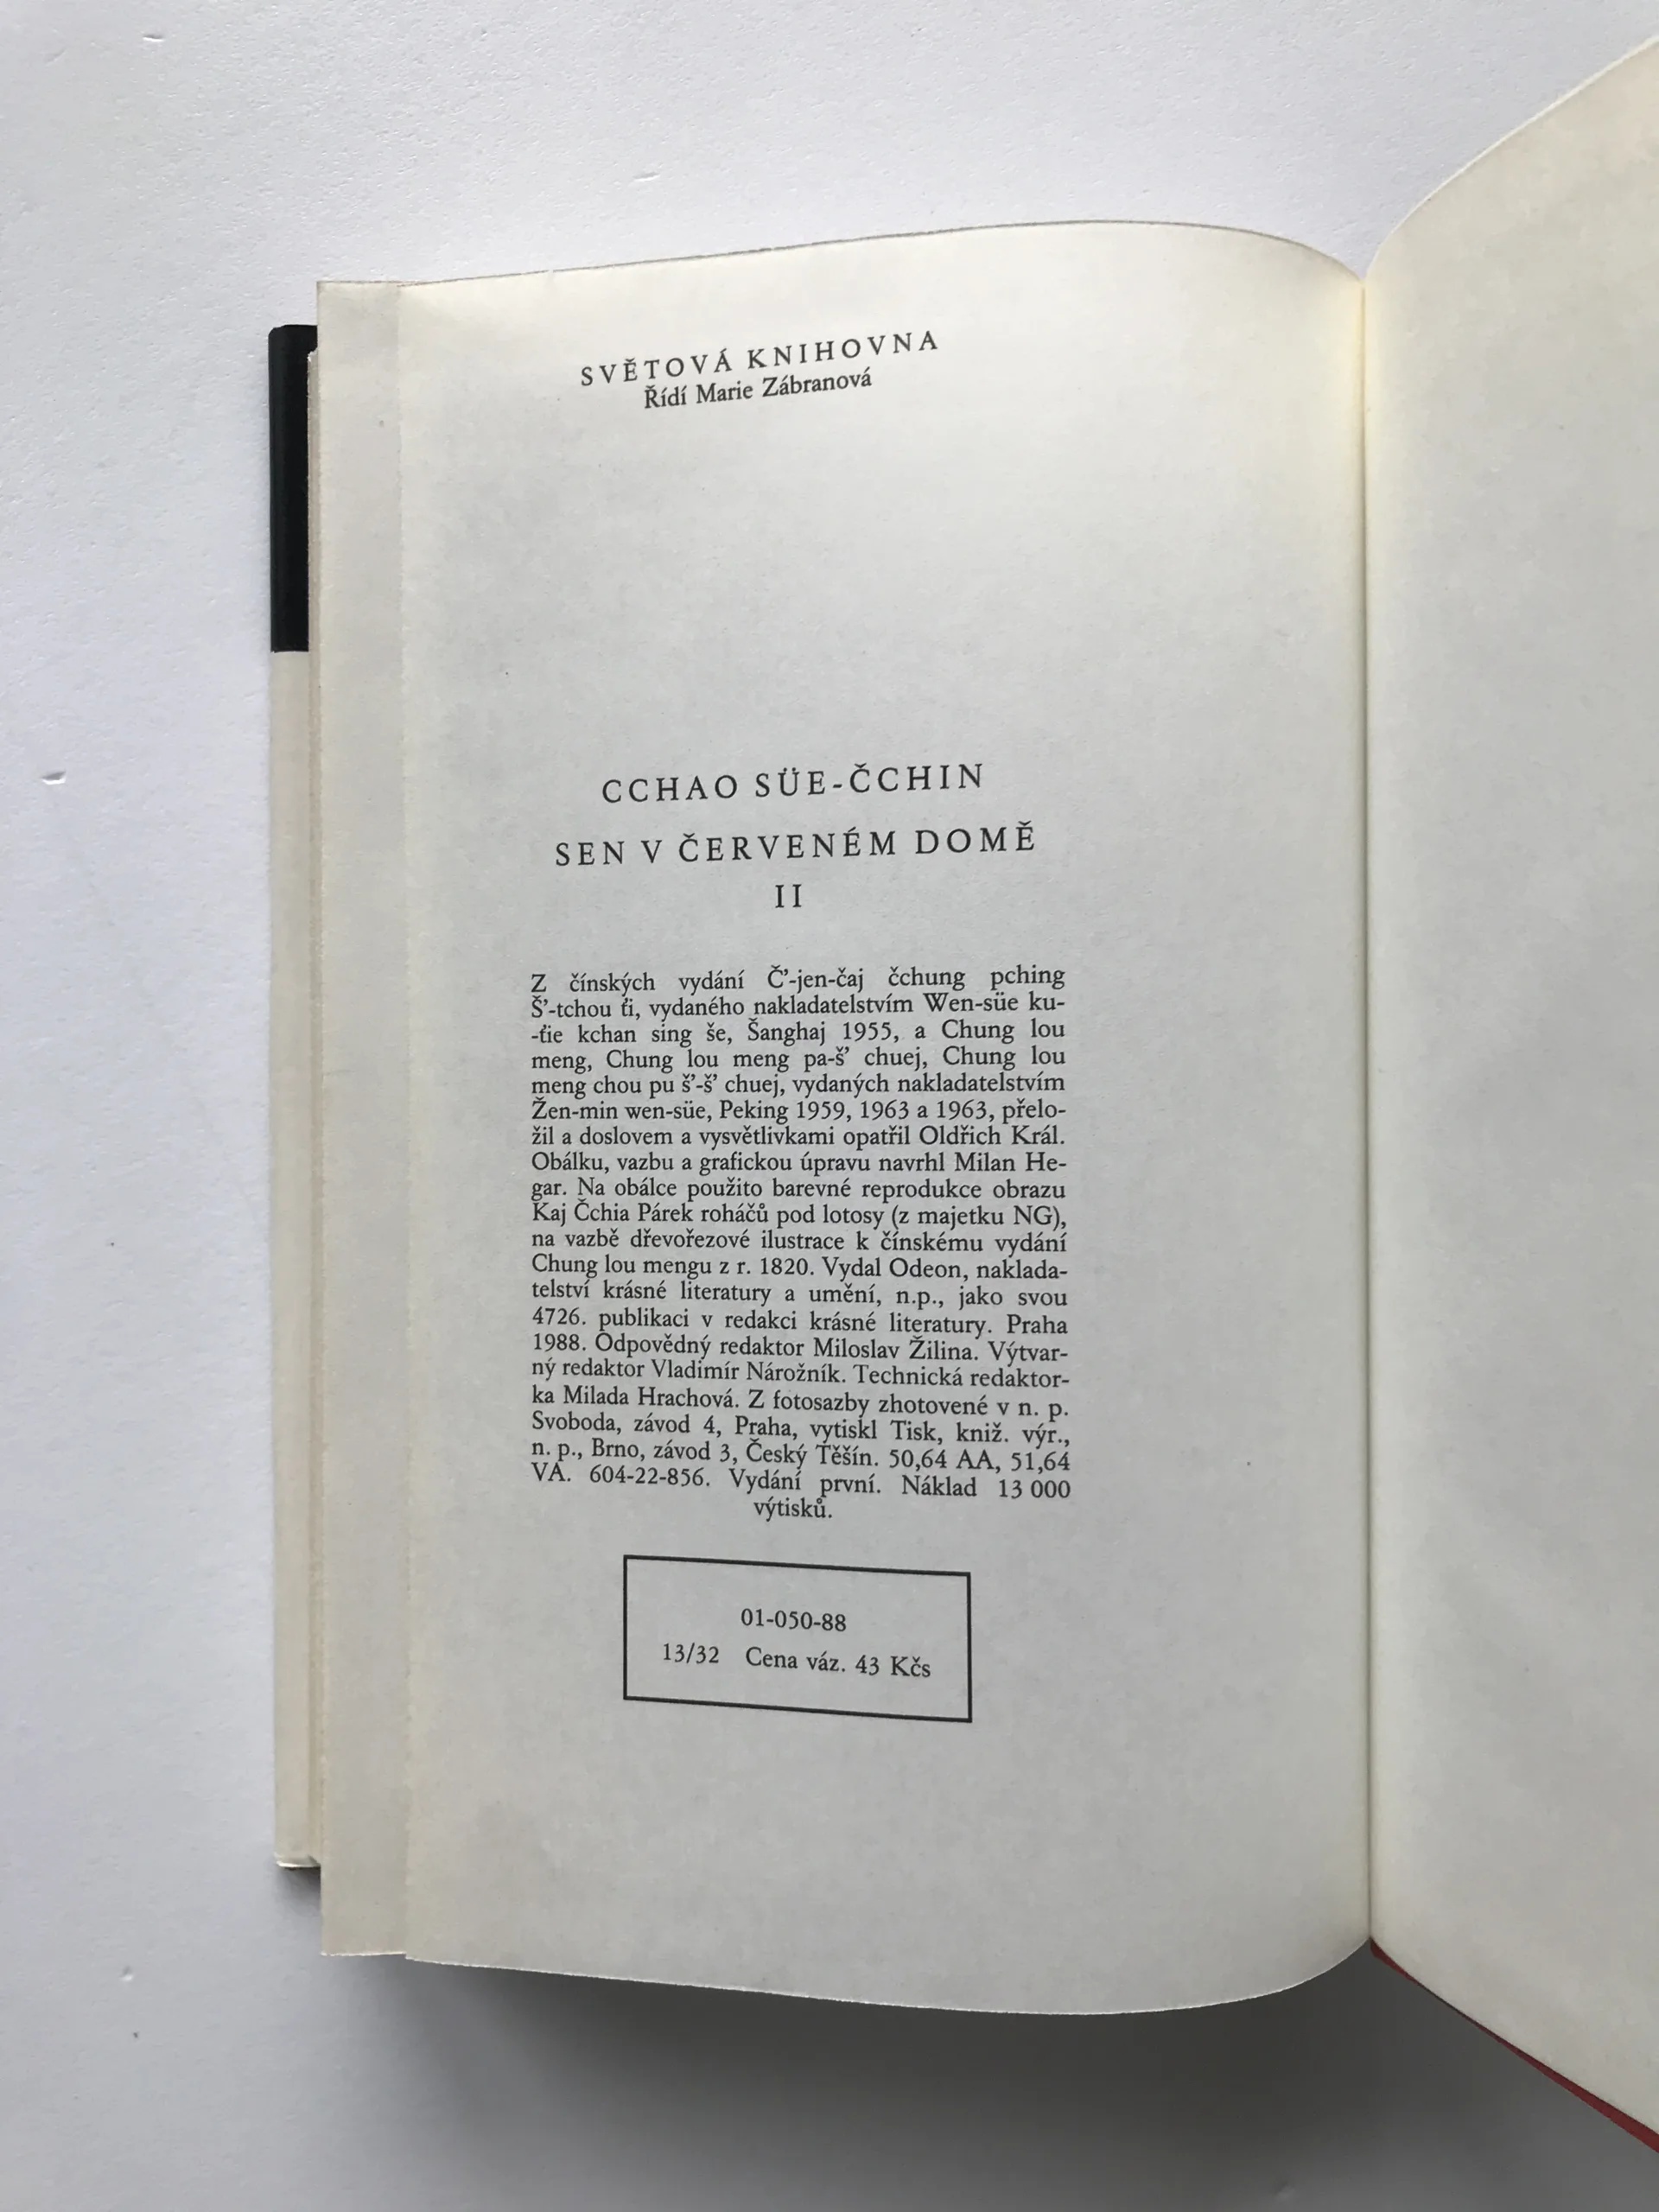 SVĚTOVÁ KNIHOVNA
Řídí Marie Zábranová
CCHAO SÜE-ČCHIN
SEN V ČERVENÉM DOMĚ
II
Z čínských vydání Č’-jen-čaj čchung pching
Š’-tchou ťi, vydaného nakladatelstvím Wen-süe ku-
-ťie kchan sing še, Šanghaj 1955, a Chung lou
meng, Chung lou meng pa-š’ chuej, Chung lou
meng chou pu š’-š’ chuej, vydaných nakladatelstvím
Žen-min wen-süe, Peking 1959, 1963 a 1963, přelo-
žil a doslovem a vysvětlivkami opatřil Oldřich Král.
Obálku, vazbu a grafickou úpravu navrhl Milan He-
gar. Na obálce použito barevné reprodukce obrazu
Kaj Čchia Párek roháčů pod lotosy (z majetku NG),
na vazbě dřevořezové ilustrace k čínskému vydání
Chung lou mengu z r. 1820. Vydal Odeon, naklada-
telství krásné literatury a umění, n.p., jako svou
4726. publikaci v redakci krásné literatury. Praha
1988. Odpovědný redaktor Miloslav Žilina. Výtvar-
ný redaktor Vladimír Nárožník. Technická redaktor-
ka Milada Hrachová. Z fotosazby zhotovené v n. p.
Svoboda, závod 4, Praha, vytiskl Tisk, kniž. výr.,
n. p., Brno, závod 3, Český Těšín. 50,64 AA, 51,64
VA. 604-22-856. Vydání první. Náklad 13 000
výtisků.
01-050-88
13/32 Cena váz. 43 Kčs